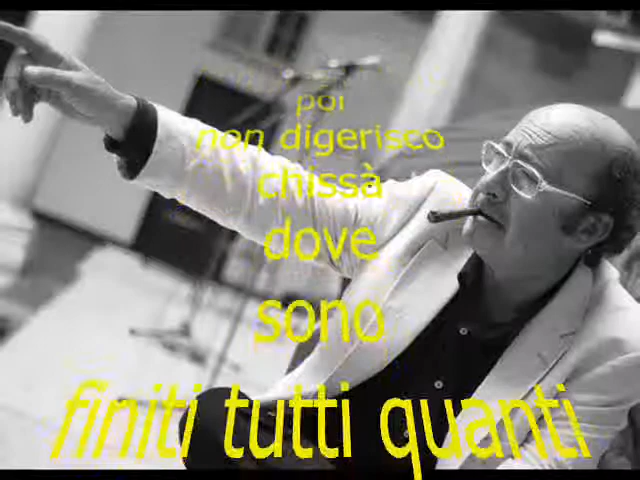 poi
non digerisco
chissà
dove
sono
finiti tutti quanti